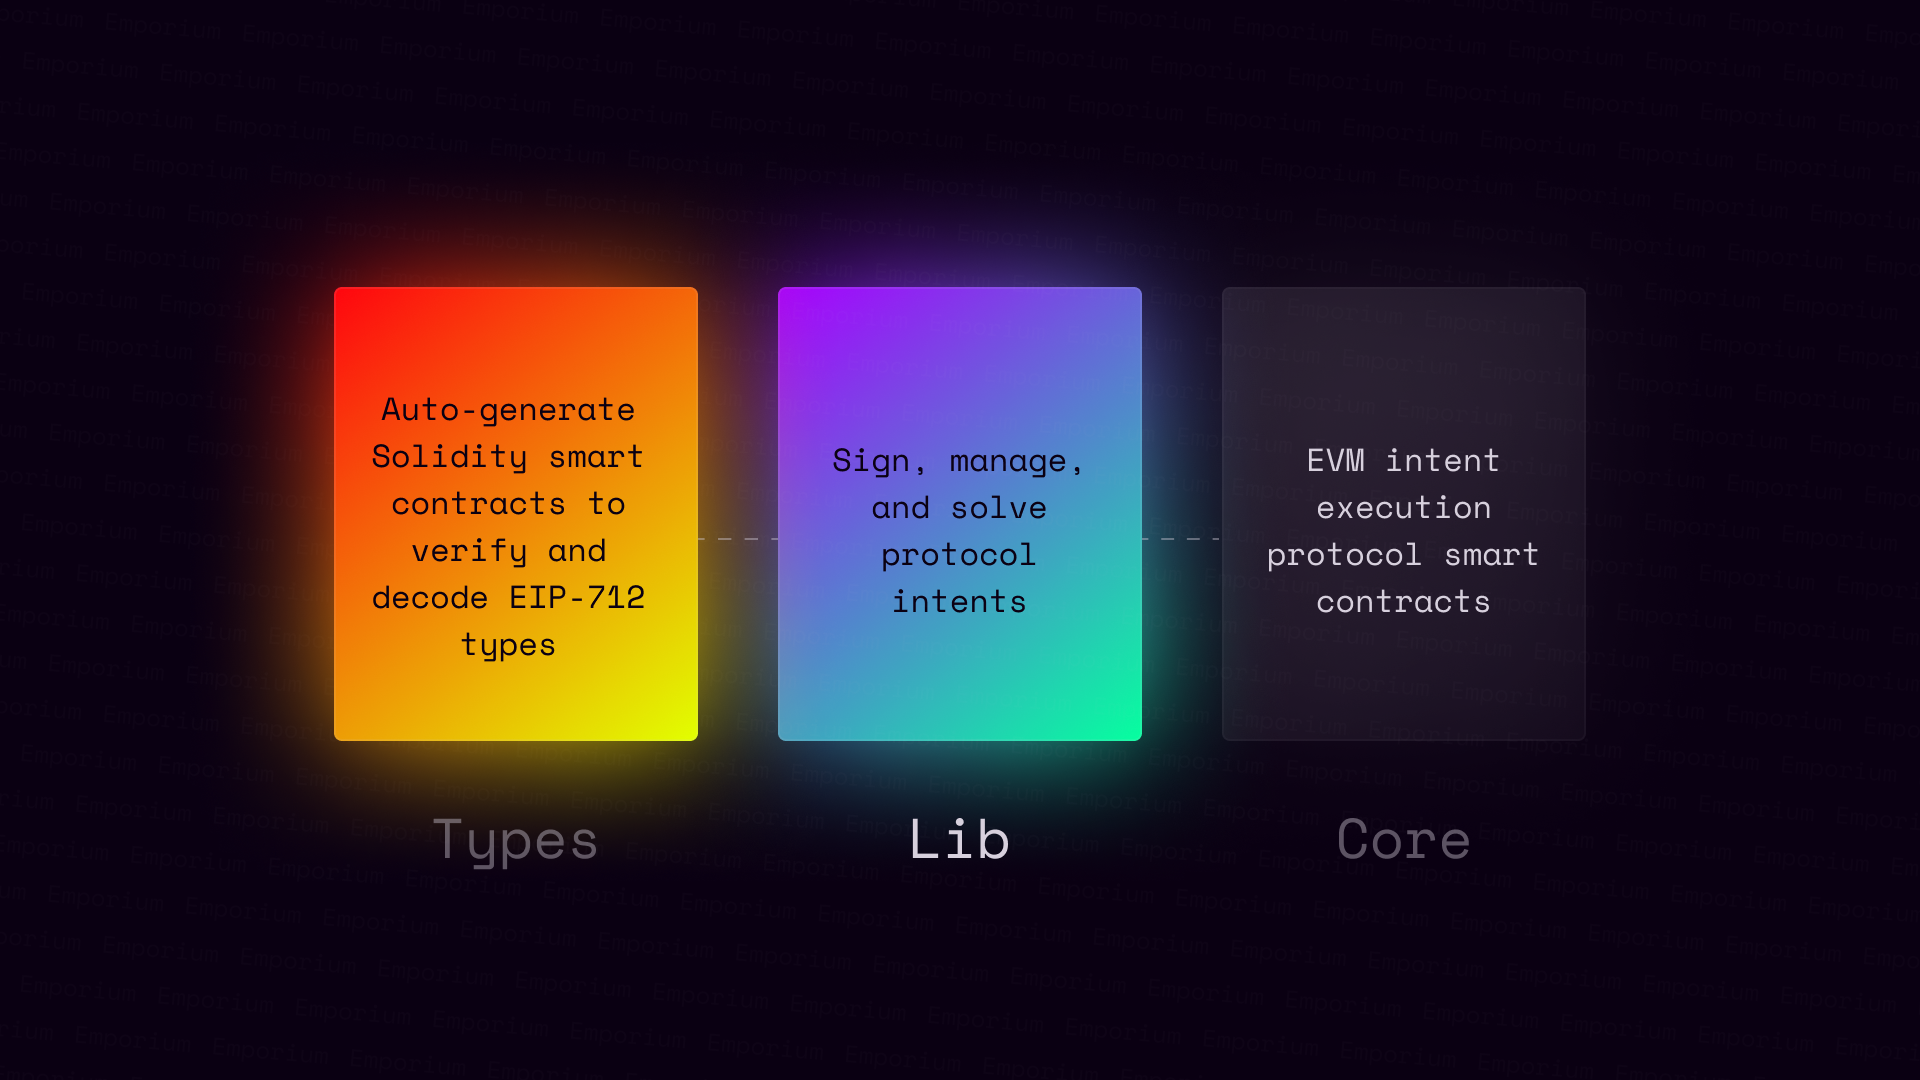 Auto-generate
Solidity smart
contracts to
verify and
decode EIP-712
types
Sign, manage,
and solve
protocol
intents
EVM intent
execution
protocol smart
contracts
Types
Lib
Core
Emporium